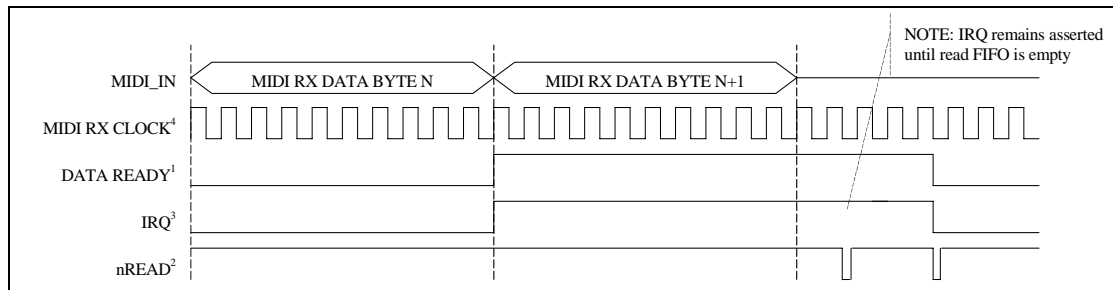 NOTE: IRQ remains asserted
until read FIFO is empty
MIDI_IN
MIDI RX DATA BYTE N
MIDI RX DATA BYTE N+1
MIDI RX CLOCK⁴
DATA READY¹
IRQ³
nREAD²